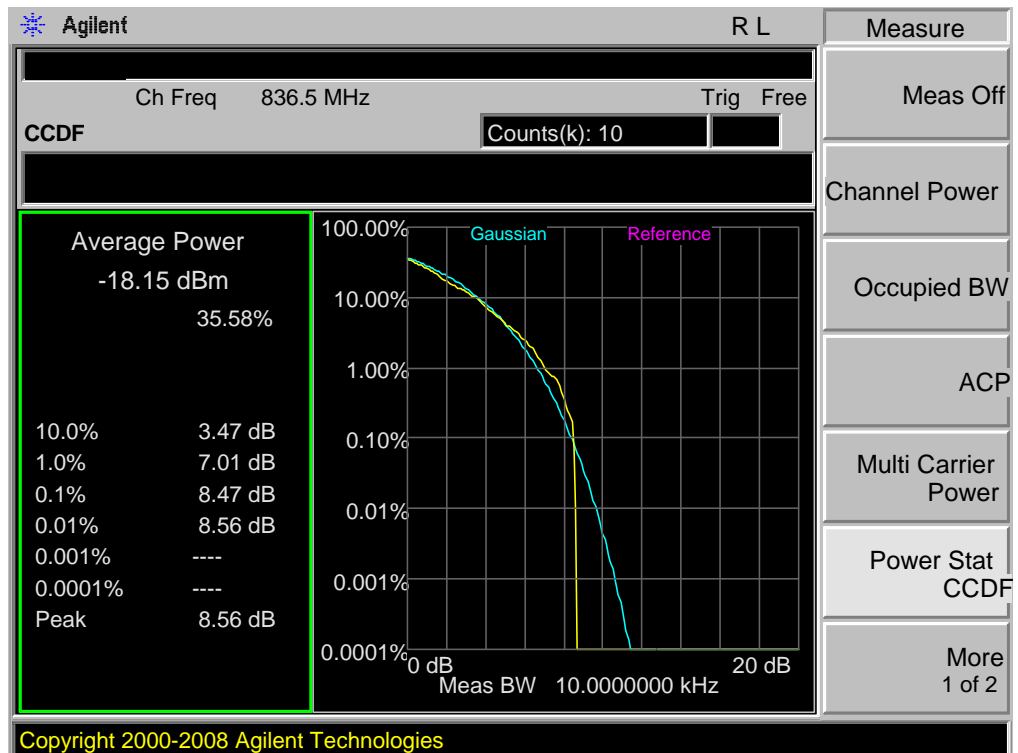 Agilent R L Measure
Ch Freq 836.5 MHz Trig Free
CCDF Counts(k): 10
Meas Off
Channel Power
Occupied BW
ACP
Multi Carrier
Power
Power Stat
CCDF
More
1 of 2
Average Power
-18.15 dBm
35.58%
10.0% 3.47 dB
1.0% 7.01 dB
0.1% 8.47 dB
0.01% 8.56 dB
0.001% ----
0.0001% ----
Peak 8.56 dB
Gaussian Reference
100.00%
10.00%
1.00%
0.10%
0.01%
0.001%
0.0001%
0 dB 20 dB
Meas BW 10.0000000 kHz
Copyright 2000-2008 Agilent Technologies